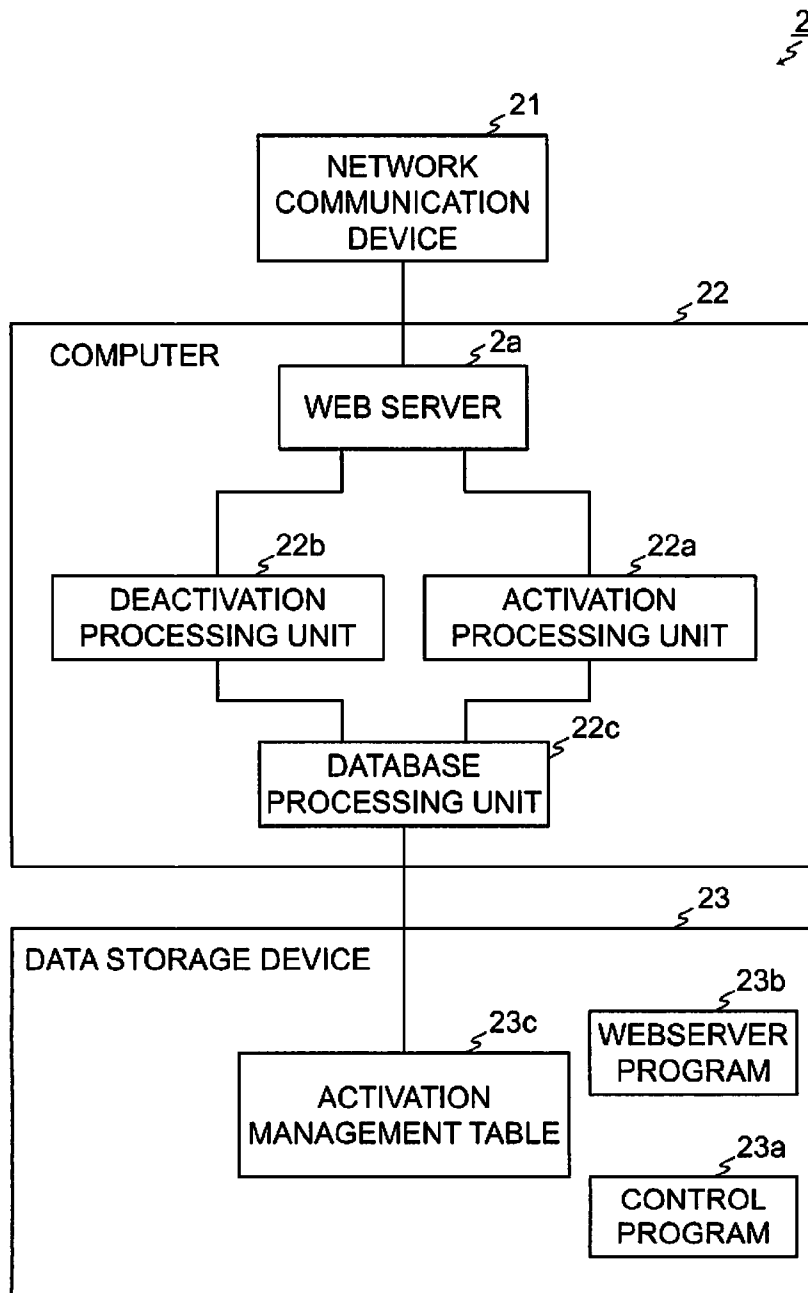 2
21
NETWORK
COMMUNICATION
DEVICE
22
COMPUTER
2a
WEB SERVER
22b
DEACTIVATION
PROCESSING UNIT
22a
ACTIVATION
PROCESSING UNIT
22c
DATABASE
PROCESSING UNIT
23
DATA STORAGE DEVICE
23b
WEBSERVER
PROGRAM
23c
ACTIVATION
MANAGEMENT TABLE
23a
CONTROL
PROGRAM